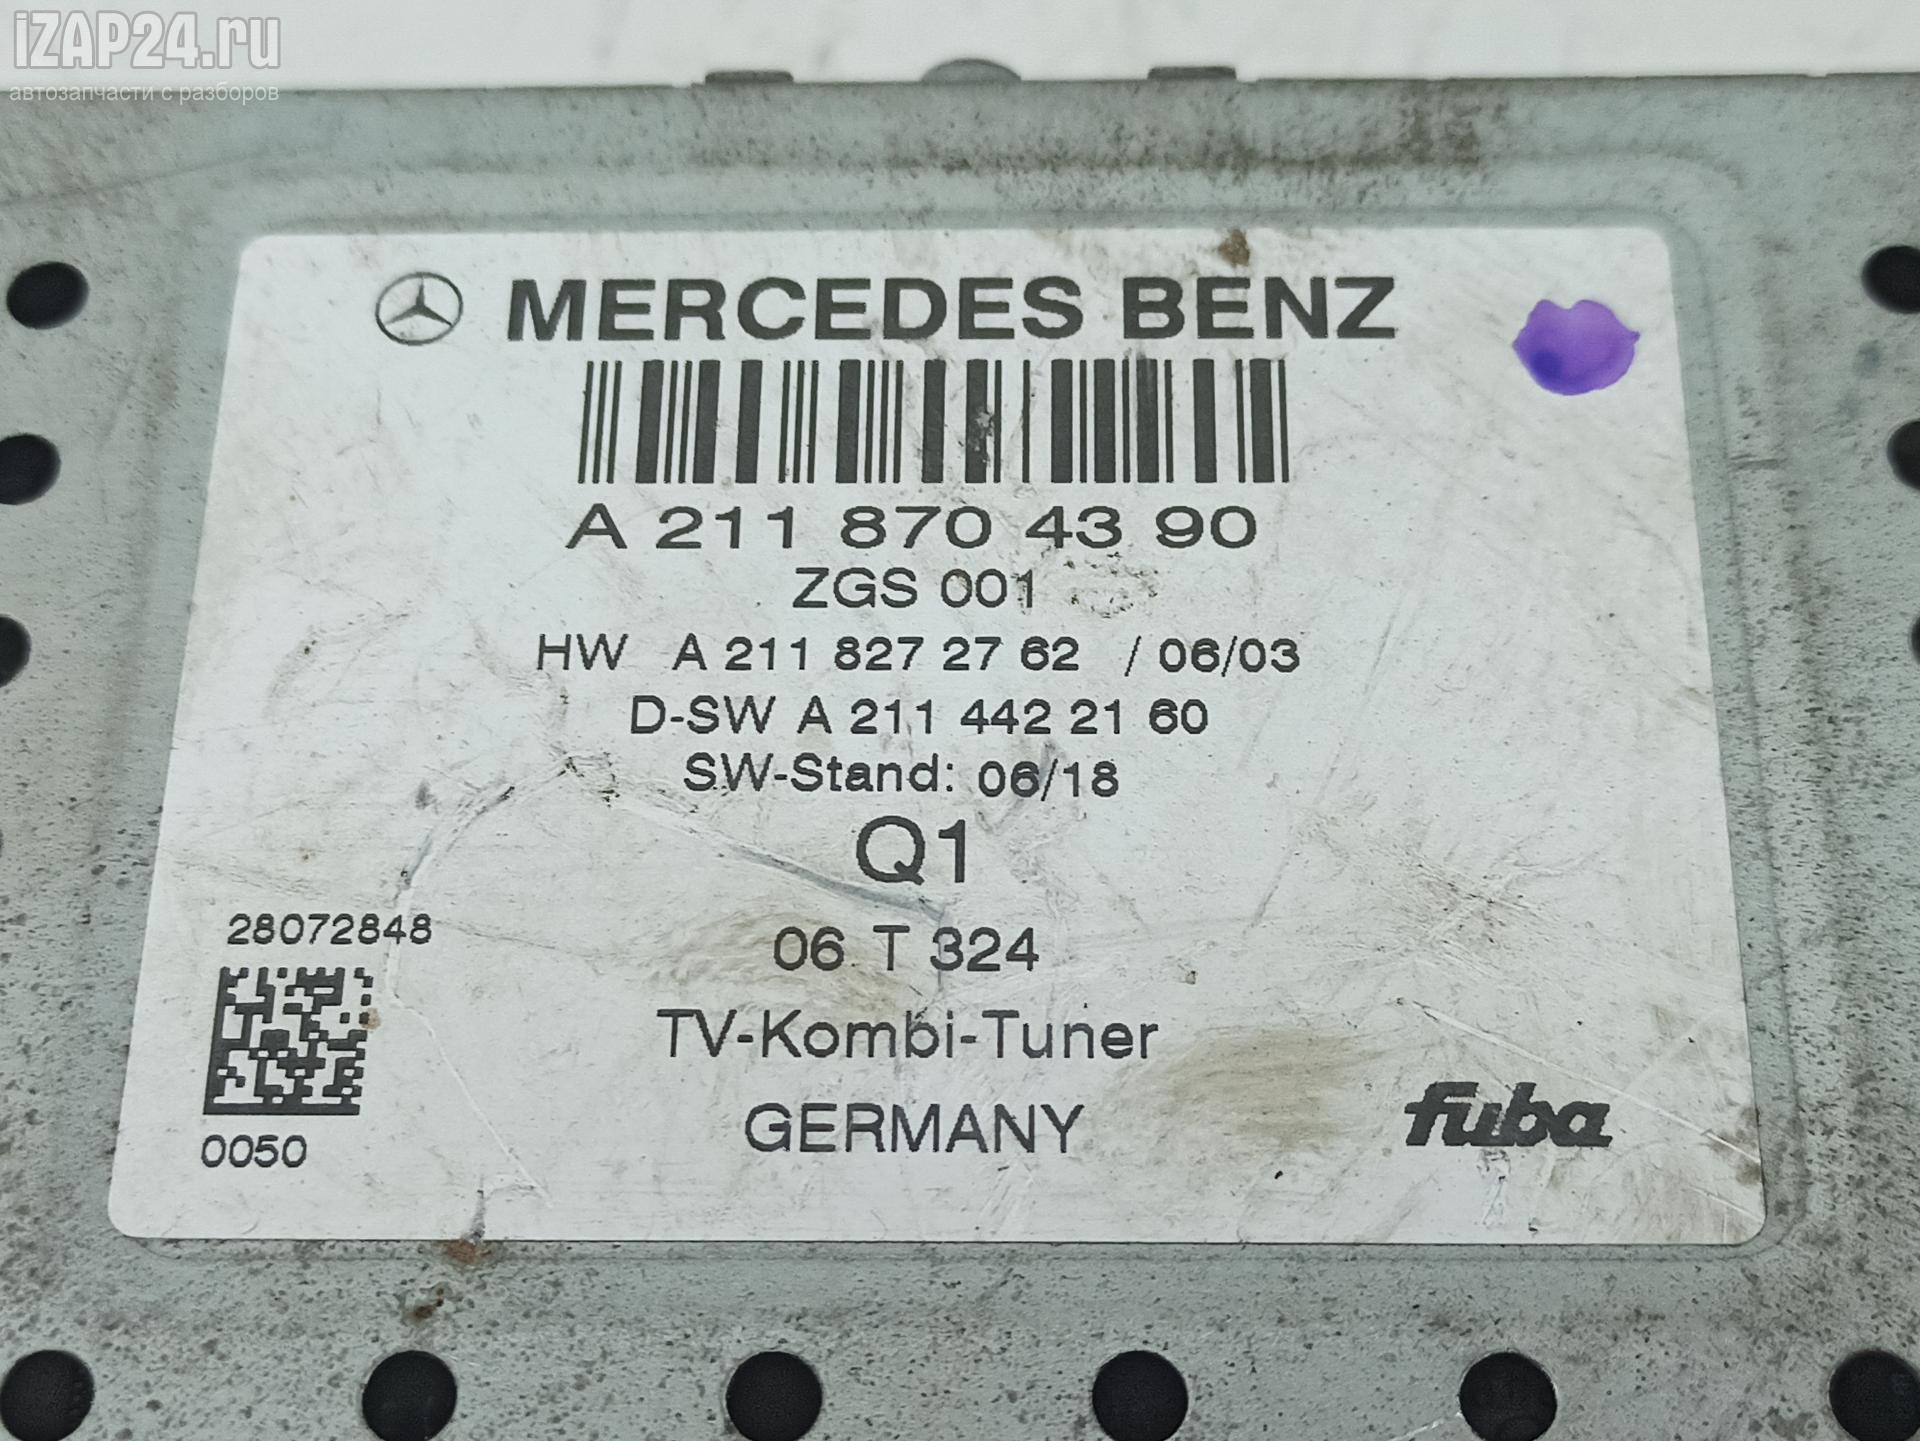 iZAP24.ru
автозапчасти с разборов
MERCEDES BENZ
A 211 870 43 90
ZGS 001
HW A 211 827 27 62 / 06/03
D-SW A 211 442 21 60
SW-Stand: 06/18
Q1
28072848
06 T 324
TV-Kombi-Tuner
GERMANY
fuba
0050